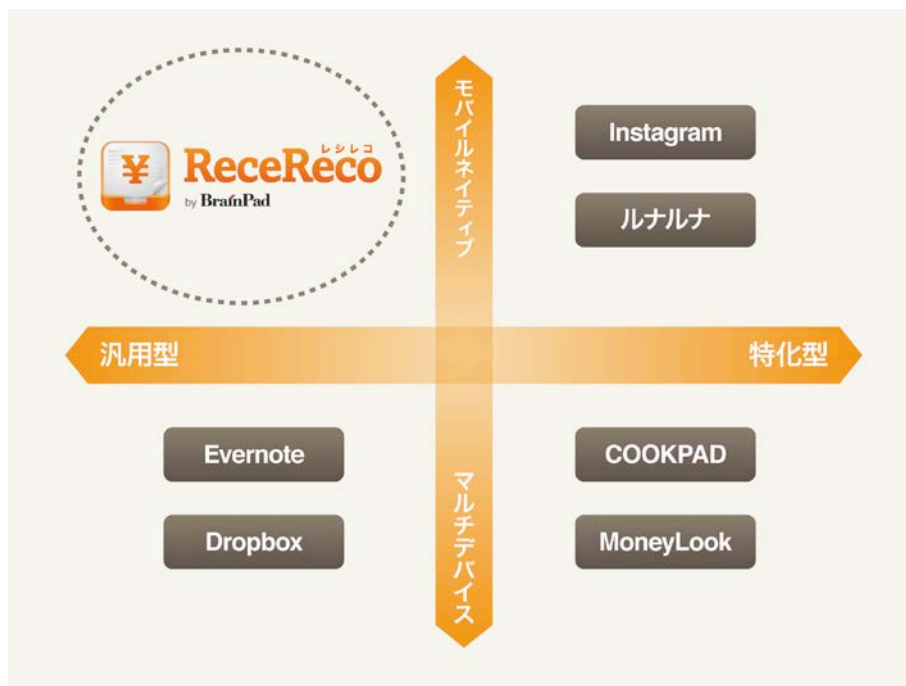 モバイルネイティブ
レシレコ
ReceReco
by BrainPad
¥
Instagram
ルナルナ
汎用型
特化型
Evernote
Dropbox
COOKPAD
MoneyLook
マルチデバイス